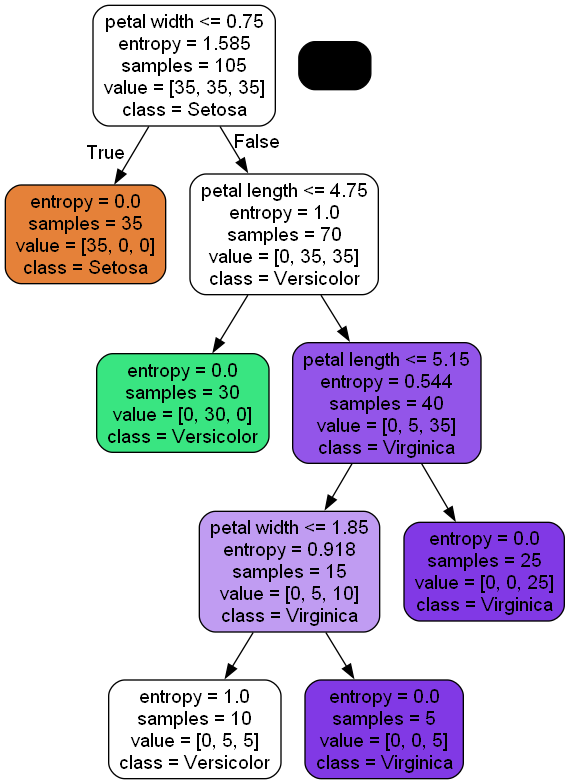 petal width <= 0.75
entropy = 1.585
samples = 105
value = [35, 35, 35]
class = Setosa
True
False
entropy = 0.0
samples = 35
value = [35, 0, 0]
class = Setosa
petal length <= 4.75
entropy = 1.0
samples = 70
value = [0, 35, 35]
class = Versicolor
entropy = 0.0
samples = 30
value = [0, 30, 0]
class = Versicolor
petal length <= 5.15
entropy = 0.544
samples = 40
value = [0, 5, 35]
class = Virginica
petal width <= 1.85
entropy = 0.918
samples = 15
value = [0, 5, 10]
class = Virginica
entropy = 0.0
samples = 25
value = [0, 0, 25]
class = Virginica
entropy = 1.0
samples = 10
value = [0, 5, 5]
class = Versicolor
entropy = 0.0
samples = 5
value = [0, 0, 5]
class = Virginica